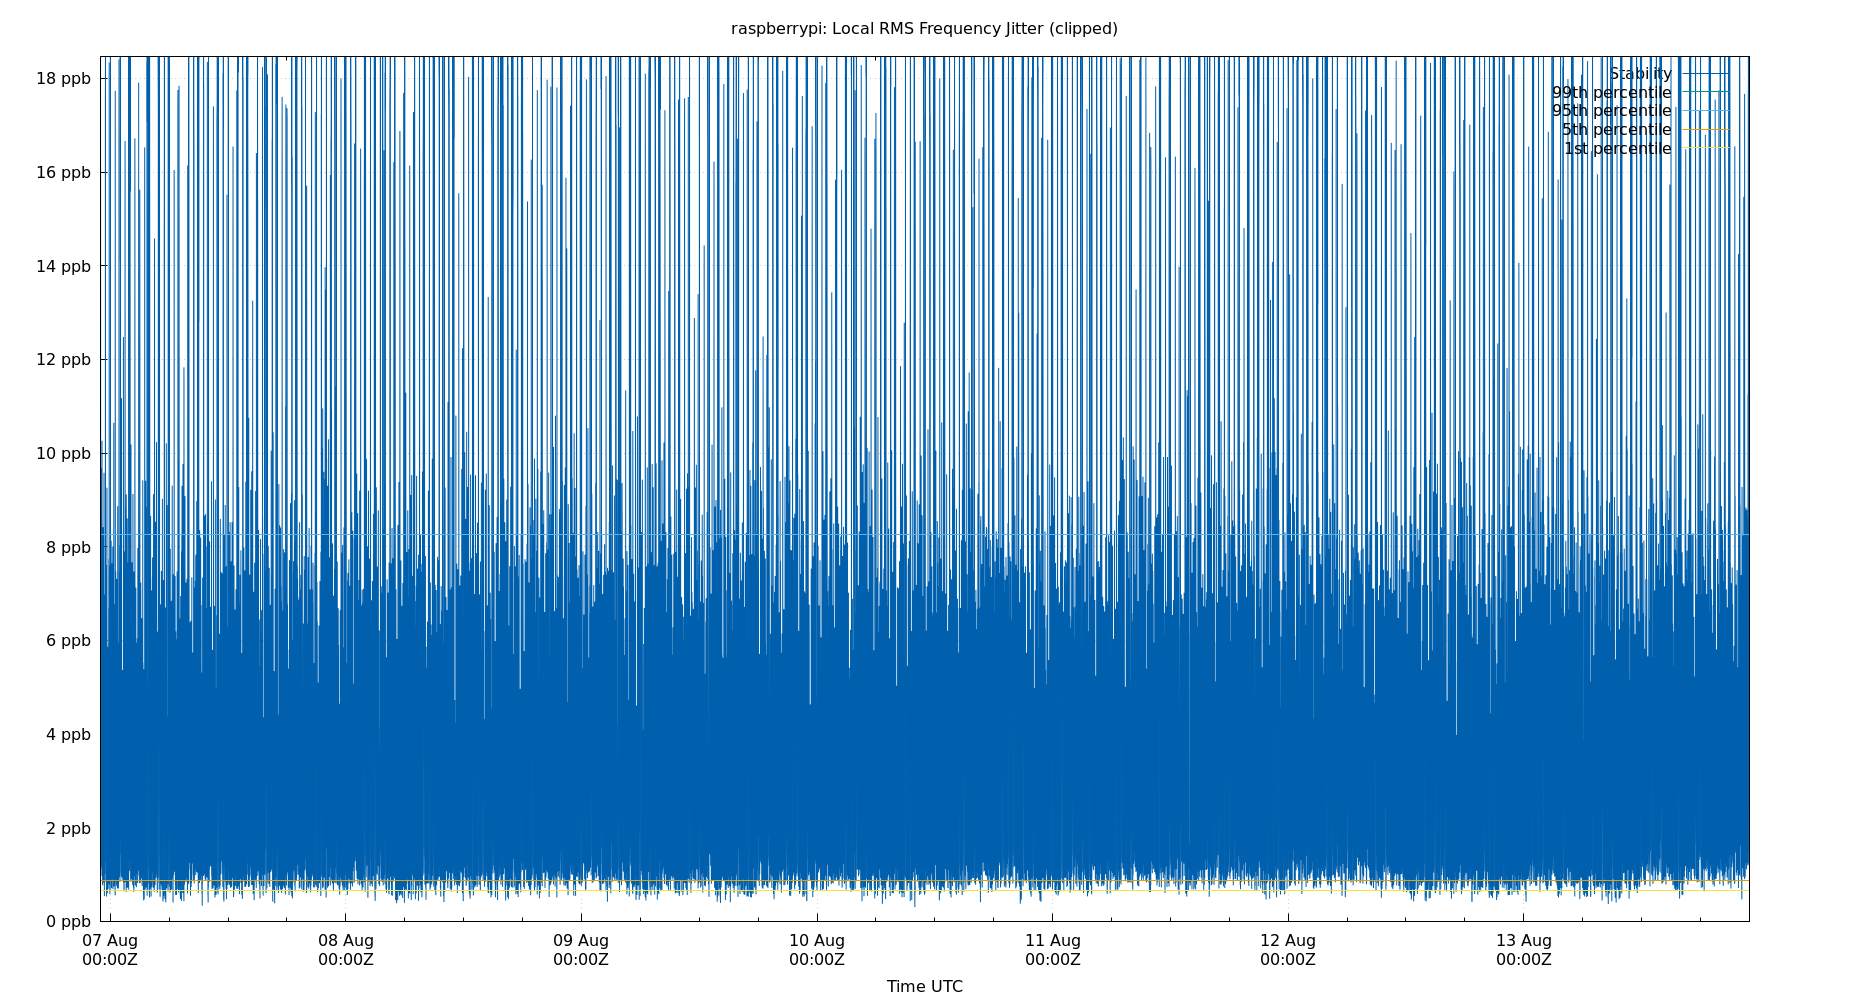 raspberrypi: Local RMS Frequency Jitter (clipped)
18 ppb
16 ppb
14 ppb
12 ppb
10 ppb
8 ppb
6 ppb
4 ppb
2 ppb
0 ppb
Stability
99th percentile
95th percentile
5th percentile
1st percentile
07 Aug 08 Aug 09 Aug 10 Aug 11 Aug 12 Aug 13 Aug
00:00Z 00:00Z 00:00Z 00:00Z 00:00Z 00:00Z 00:00Z
Time UTC